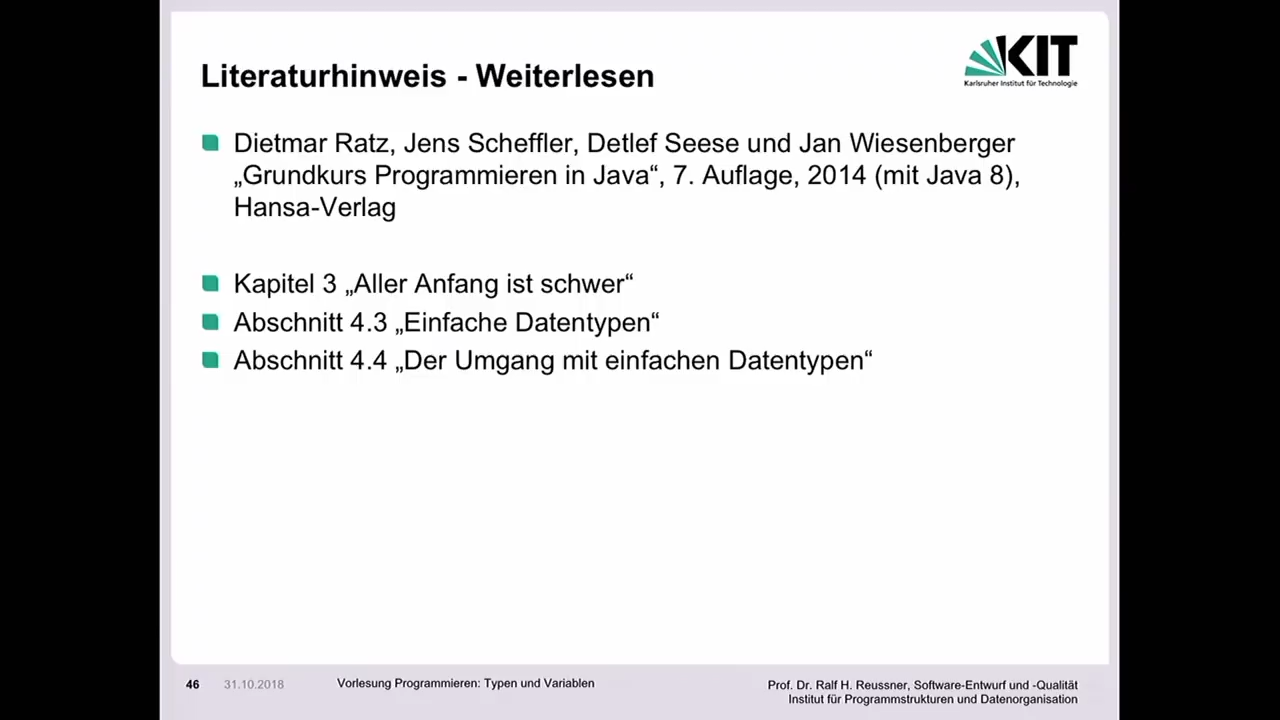 Literaturhinweis - Weiterlesen
KIT
Karlsruher Institut für Technologie
Dietmar Ratz, Jens Scheffler, Detlef Seese und Jan Wiesenberger
„Grundkurs Programmieren in Java“, 7. Auflage, 2014 (mit Java 8),
Hansa-Verlag
Kapitel 3 „Aller Anfang ist schwer“
Abschnitt 4.3 „Einfache Datentypen“
Abschnitt 4.4 „Der Umgang mit einfachen Datentypen“
46 31.10.2018 Vorlesung Programmieren: Typen und Variablen
Prof. Dr. Ralf H. Reussner, Software-Entwurf und -Qualität
Institut für Programmstrukturen und Datenorganisation